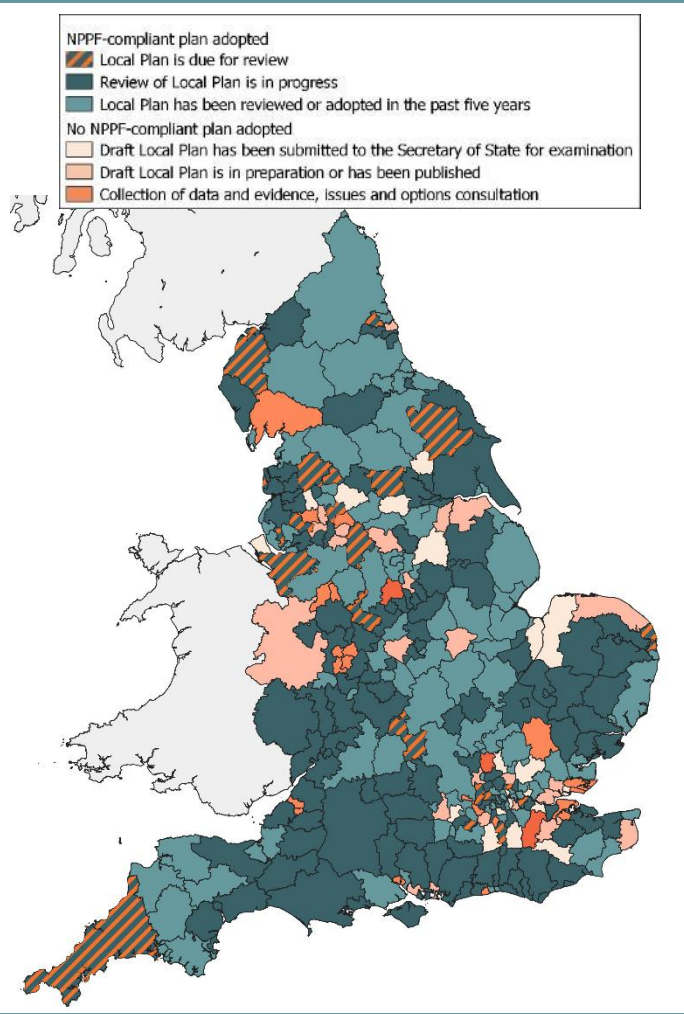 NPPF-compliant plan adopted
Local Plan is due for review
Review of Local Plan is in progress
Local Plan has been reviewed or adopted in the past five years
No NPPF-compliant plan adopted
Draft Local Plan has been submitted to the Secretary of State for examination
Draft Local Plan is in preparation or has been published
Collection of data and evidence, issues and options consultation